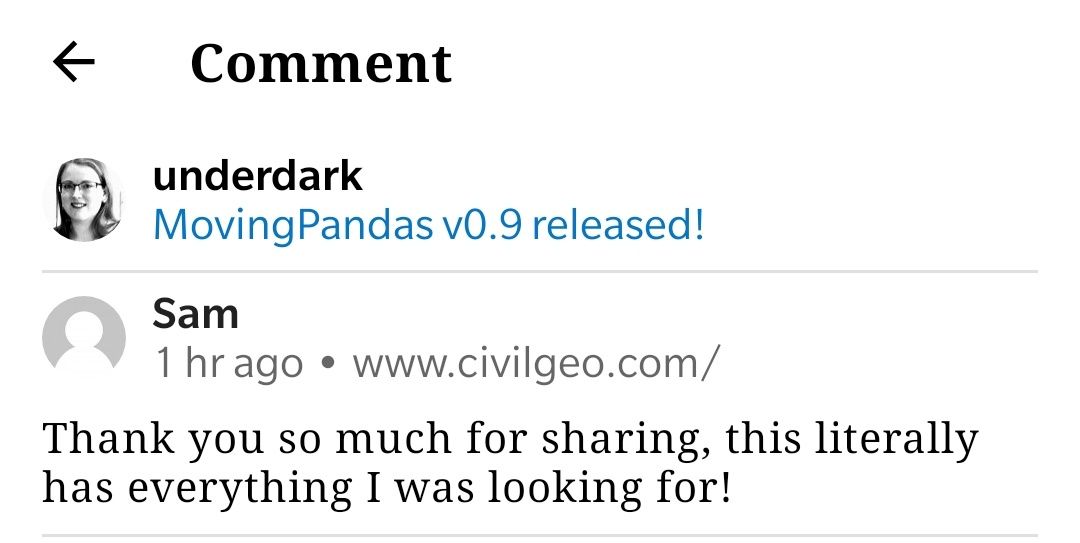 Comment
underdark
MovingPandas v0.9 released!
Sam
1 hr ago • www.civilgeo.com/
Thank you so much for sharing, this literally
has everything I was looking for!